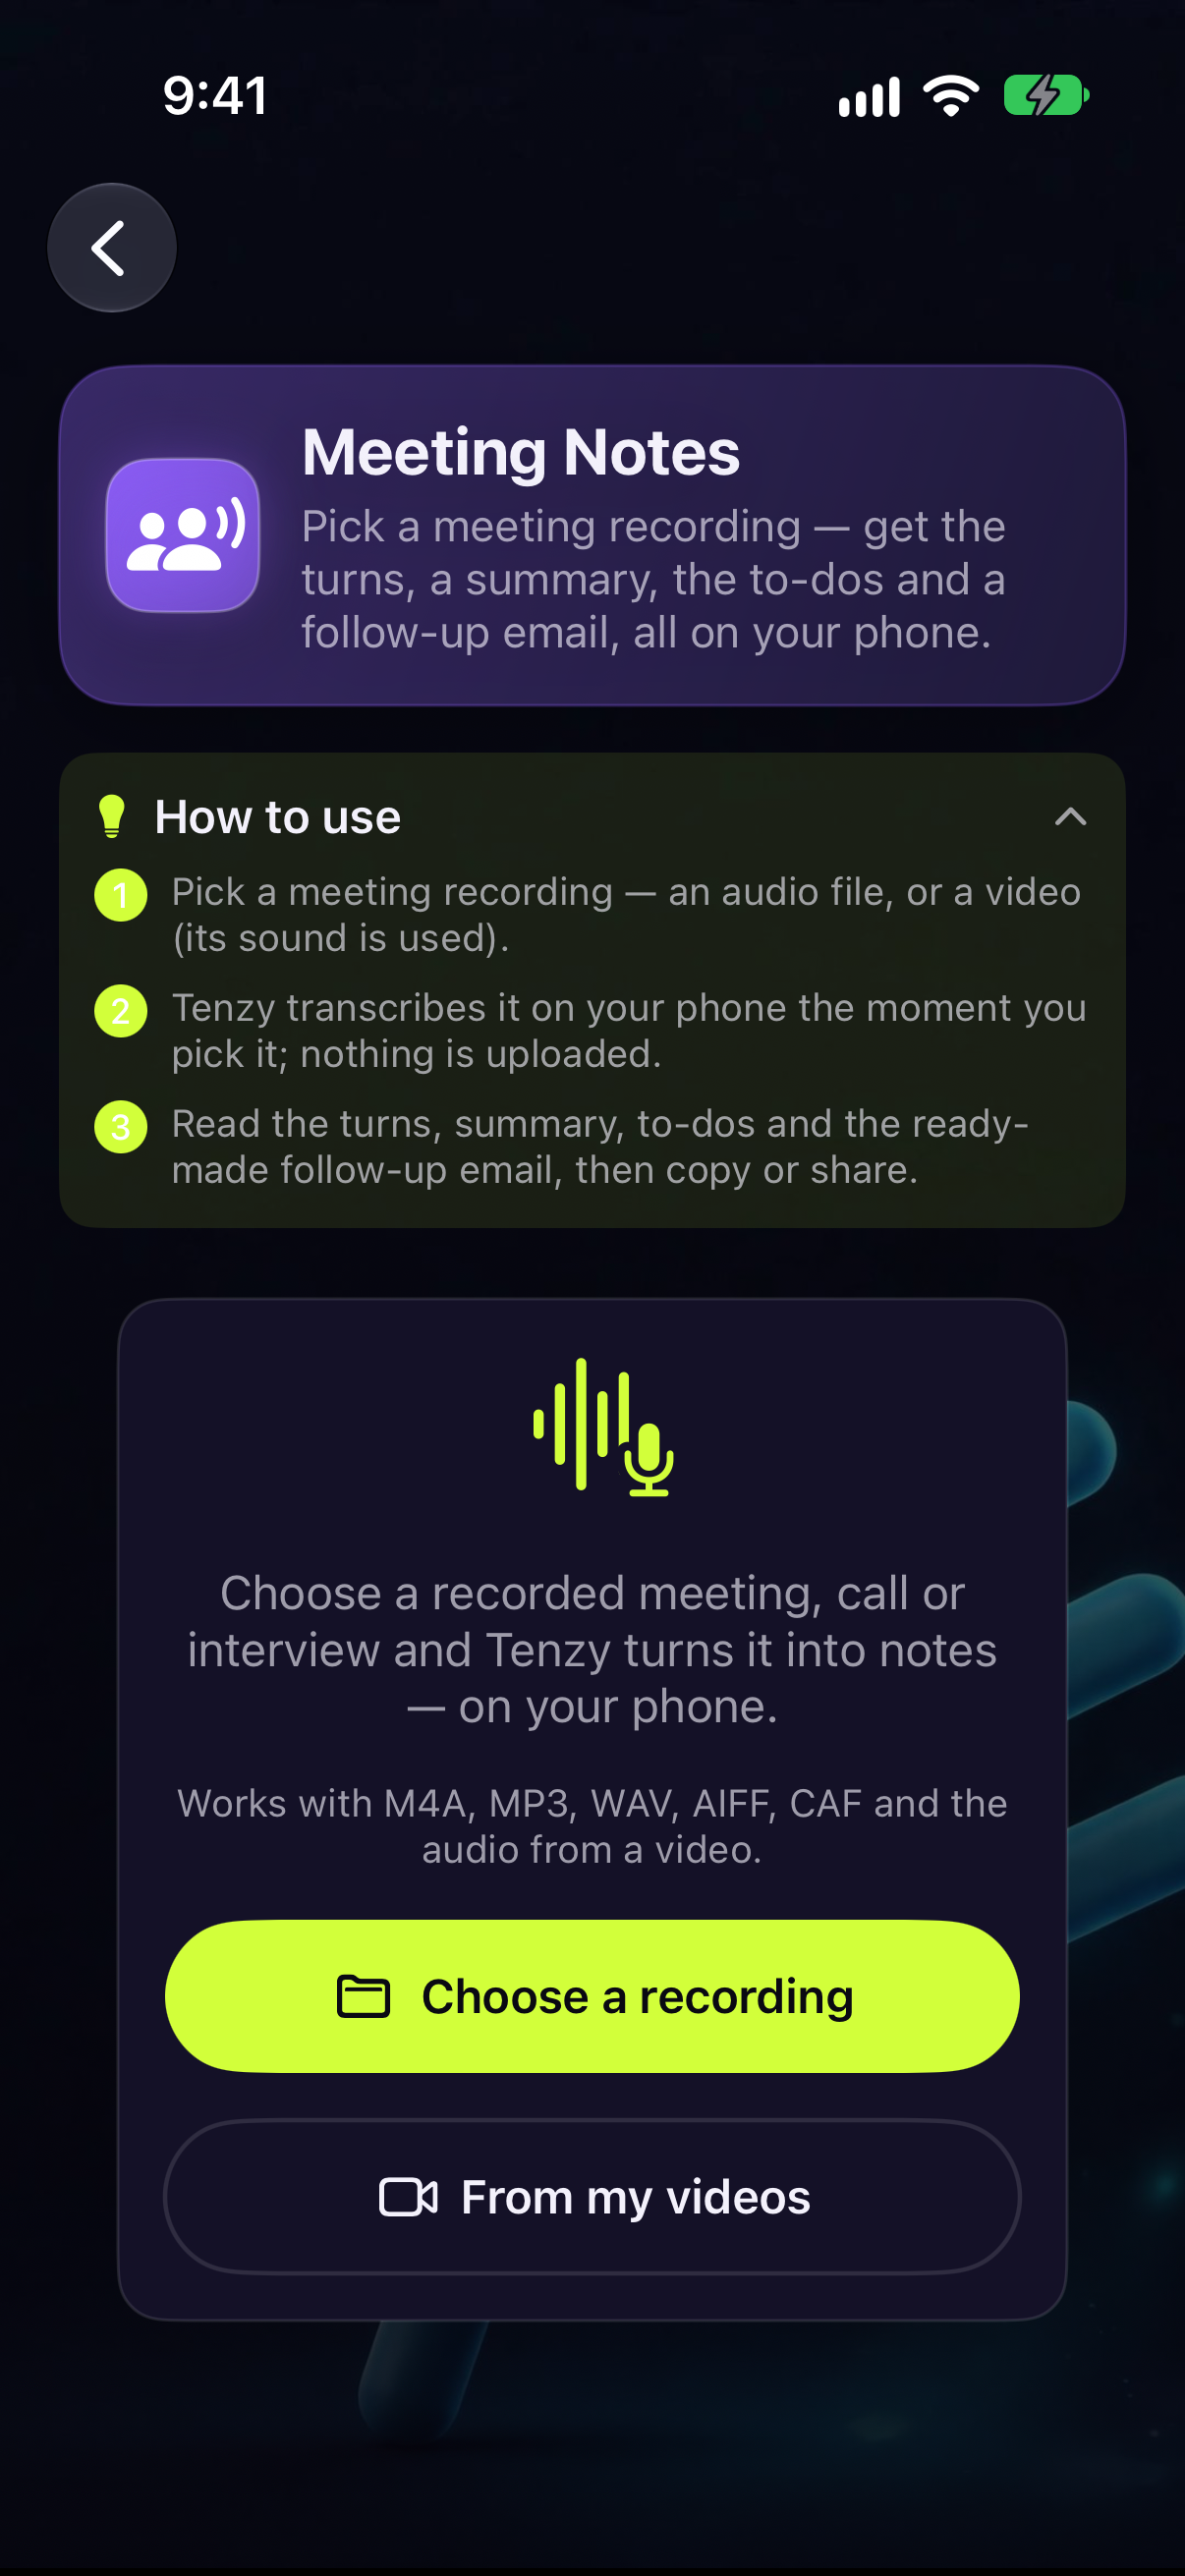 9:41
Meeting Notes
Pick a meeting recording — get the
turns, a summary, the to-dos and a
follow-up email, all on your phone.
How to use
1 Pick a meeting recording — an audio file, or a video
(its sound is used).
2 Tenzy transcribes it on your phone the moment you
pick it; nothing is uploaded.
3 Read the turns, summary, to-dos and the ready-
made follow-up email, then copy or share.
Choose a recorded meeting, call or
interview and Tenzy turns it into notes
— on your phone.
Works with M4A, MP3, WAV, AIFF, CAF and the
audio from a video.
Choose a recording
From my videos